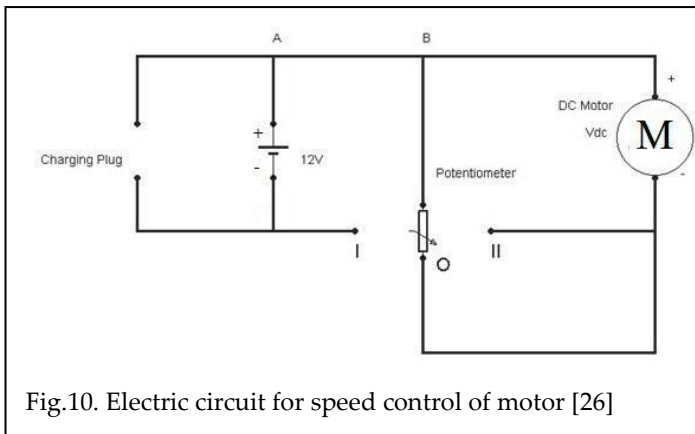 A B
+
DC Motor
Vdc M
+
Charging Plug 12V
-
-
Potentiometer
I II
O
Fig.10. Electric circuit for speed control of motor [26]